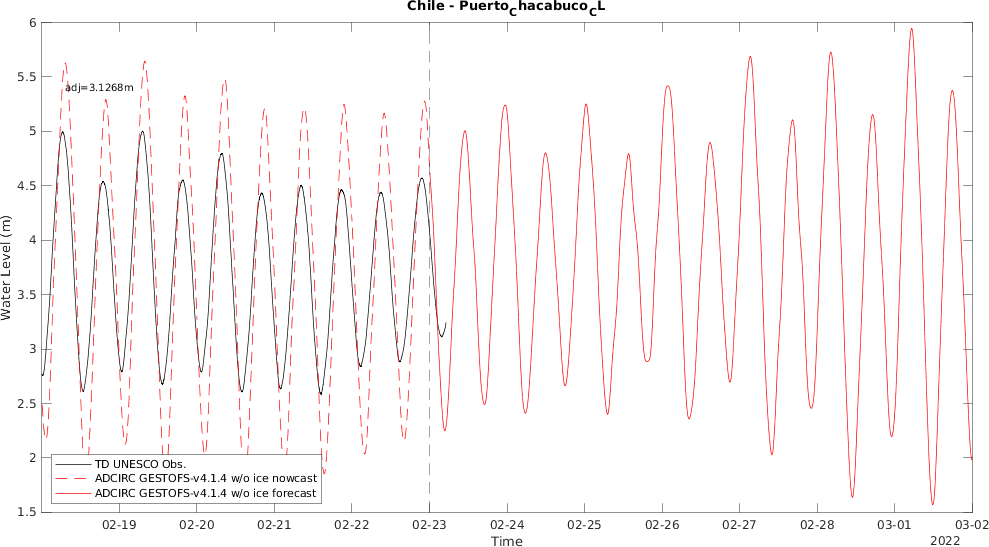 Chile - PuertoChacabucoCL
6
5.5
5
4.5
4
3.5
3
2.5
2
1.5
Water Level (m)
adj=3.1268m
TD UNESCO Obs.
ADCIRC GESTOFS-v4.1.4 w/o ice nowcast
ADCIRC GESTOFS-v4.1.4 w/o ice forecast
02-19 02-20 02-21 02-22 02-23 02-24 02-25 02-26 02-27 02-28 03-01 03-02
Time
2022